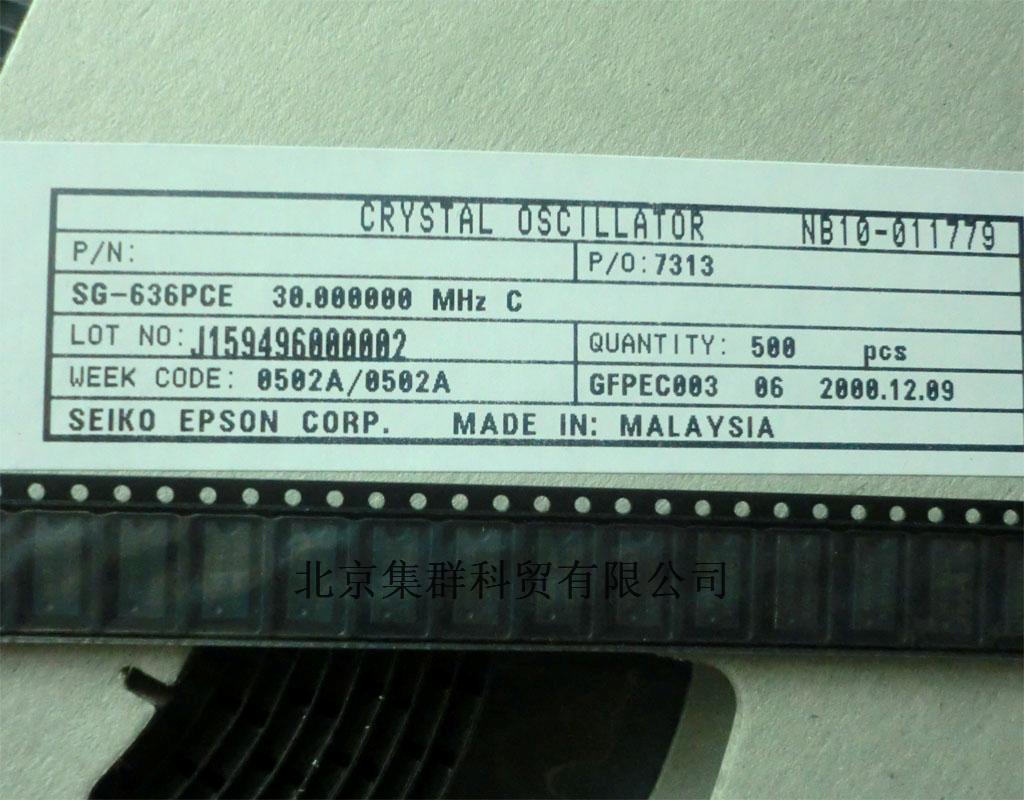 CRYSTAL OSCILLATOR NB10-011779
P/N: P/O:7313
SG-636PCE 30.000000 MHz C
LOT NO: J159496000002 QUANTITY: 500 pcs
WEEK CODE: 0502A/0502A GFPEC003 06 2000.12.09
SEIKO EPSON CORP. MADE IN: MALAYSIA
北京集群科贸有限公司